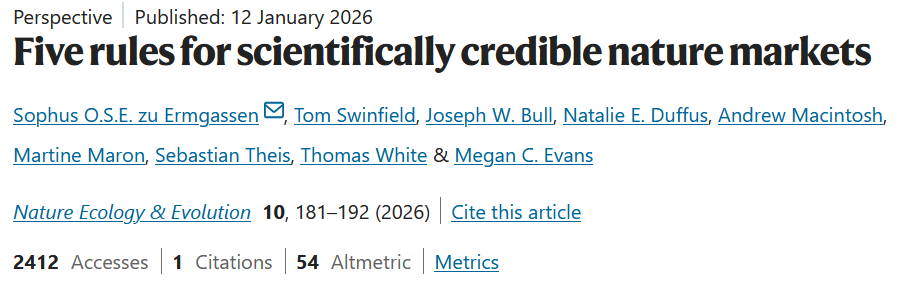 Perspective Published: 12 January 2026
Five rules for scientifically credible nature markets
Sophus O.S.E. zu Ermgassen, Tom Swinfield, Joseph W. Bull, Natalie E. Duffus, Andrew Macintosh,
Martine Maron, Sebastian Theis, Thomas White & Megan C. Evans
Nature Ecology & Evolution 10, 181–192 (2026) Cite this article
2412 Accesses 1 Citations 54 Altmetric Metrics